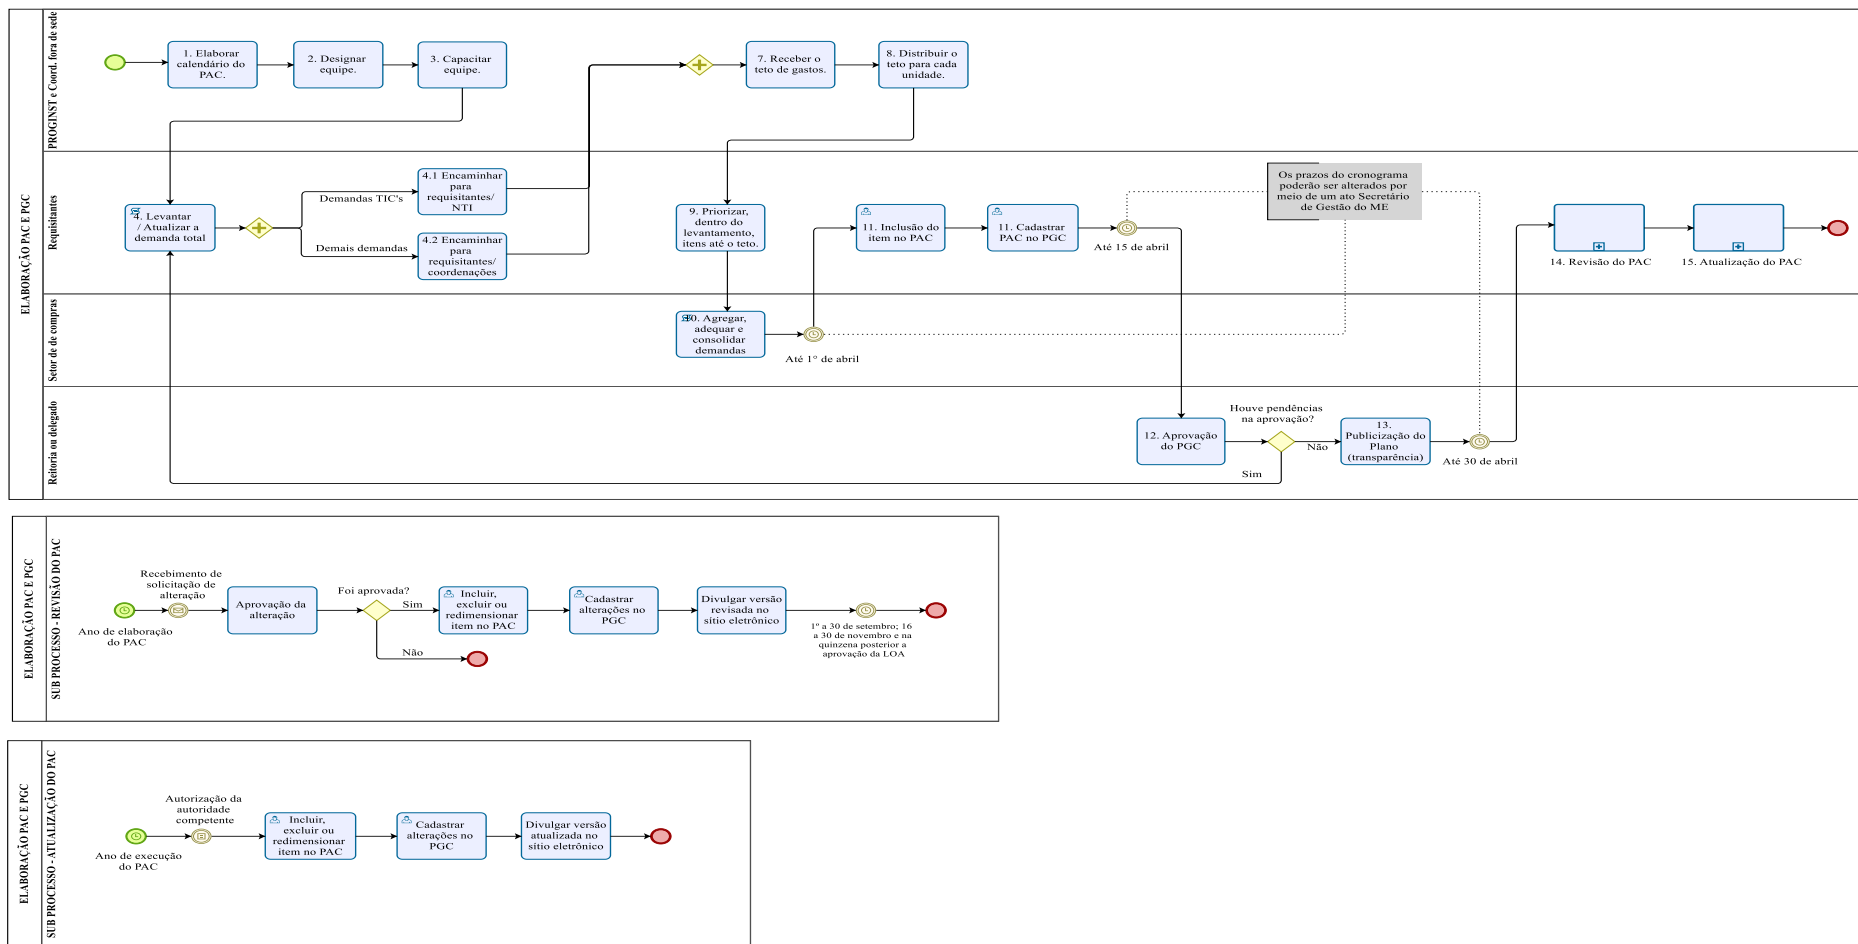 ELABORAÇÃO PAC E PGC
PROGINST e Coord. fora de sede
1. Elaborar
calendário do
PAC.
2. Designar
equipe.
3. Capacitar
equipe.
7. Receber o
teto de gastos.
8. Distribuir o
teto para cada
unidade.
Requisitantes
4. Levantar
/ Atualizar a
demanda total
Demandas TIC's
Demais demandas
4.1 Encaminhar
para
requisitantes/
NTI
4.2 Encaminhar
para
requisitantes/
coordenações
9. Priorizar,
dentro do
levantamento,
itens até o teto.
11. Inclusão do
item no PAC
11. Cadastrar
PAC no PGC
Até 15 de abril
Os prazos do cronograma
poderão ser alterados por
meio de um ato Secretário
de Gestão do ME
14. Revisão do PAC
15. Atualização do PAC
Setor de de compras
10. Agregar,
adequar e
consolidar
demandas
Até 1° de abril
Reitoria ou delegado
12. Aprovação
do PGC
Houve pendências
na aprovação?
Não
Sim
13.
Publicização do
Plano
(transparência)
Até 30 de abril
ELABORAÇÃO PAC E PGC
SUB PROCESSO - REVISÃO DO PAC
Ano de elaboração
do PAC
Recebimento de
solicitação de
alteração
Aprovação da
alteração
Foi aprovada?
Sim
Não
Incluir,
excluir ou
redimensionar
item no PAC
Cadastrar
alterações no
PGC
Divulgar versão
revisada no
sítio eletrônico
1º a 30 de setembro; 16
a 30 de novembro e na
quinzena posterior a
aprovação da LOA
ELABORAÇÃO PAC E PGC
SUB PROCESSO - ATUALIZAÇÃO DO PAC
Ano de execução
do PAC
Autorização da
autoridade
competente
Incluir,
excluir ou
redimensionar
item no PAC
Cadastrar
alterações no
PGC
Divulgar versão
atualizada no
sítio eletrônico